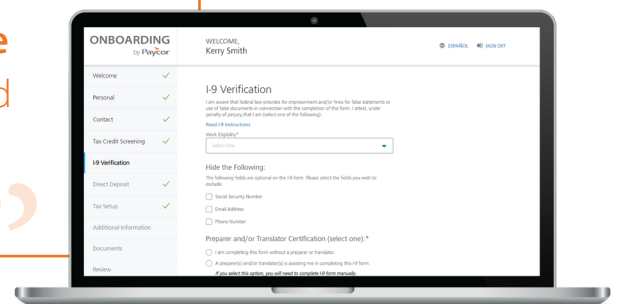 e
d
ONBOARDING
by Paycor
WELCOME,
Kerry Smith
ESPAÑOL
SIGN OFF
Welcome
Personal
Contact
Tax Credit Screening
I-9 Verification
Direct Deposit
Tax Setup
Additional Information
Documents
Review
I-9 Verification
I am aware that federal law provides for imprisonment and/or fines for false statements or
use of false documents in connection with the completion of this form. I attest, under
penalty of perjury, that I am (select one of the following):
Read I-9 Instructions
Work Eligibility*
Select One
Hide the Following:
The following fields are optional on the I-9 form. Please select the fields you wish to
exclude.
Social Security Number
Email Address
Phone Number
Preparer and/or Translator Certification (select one):*
I am completing this form without a preparer or translator.
A preparer(s) and/or translator(s) is assisting me in completing this I-9 form.
If you select this option, you will need to complete I-9 form manually.
”